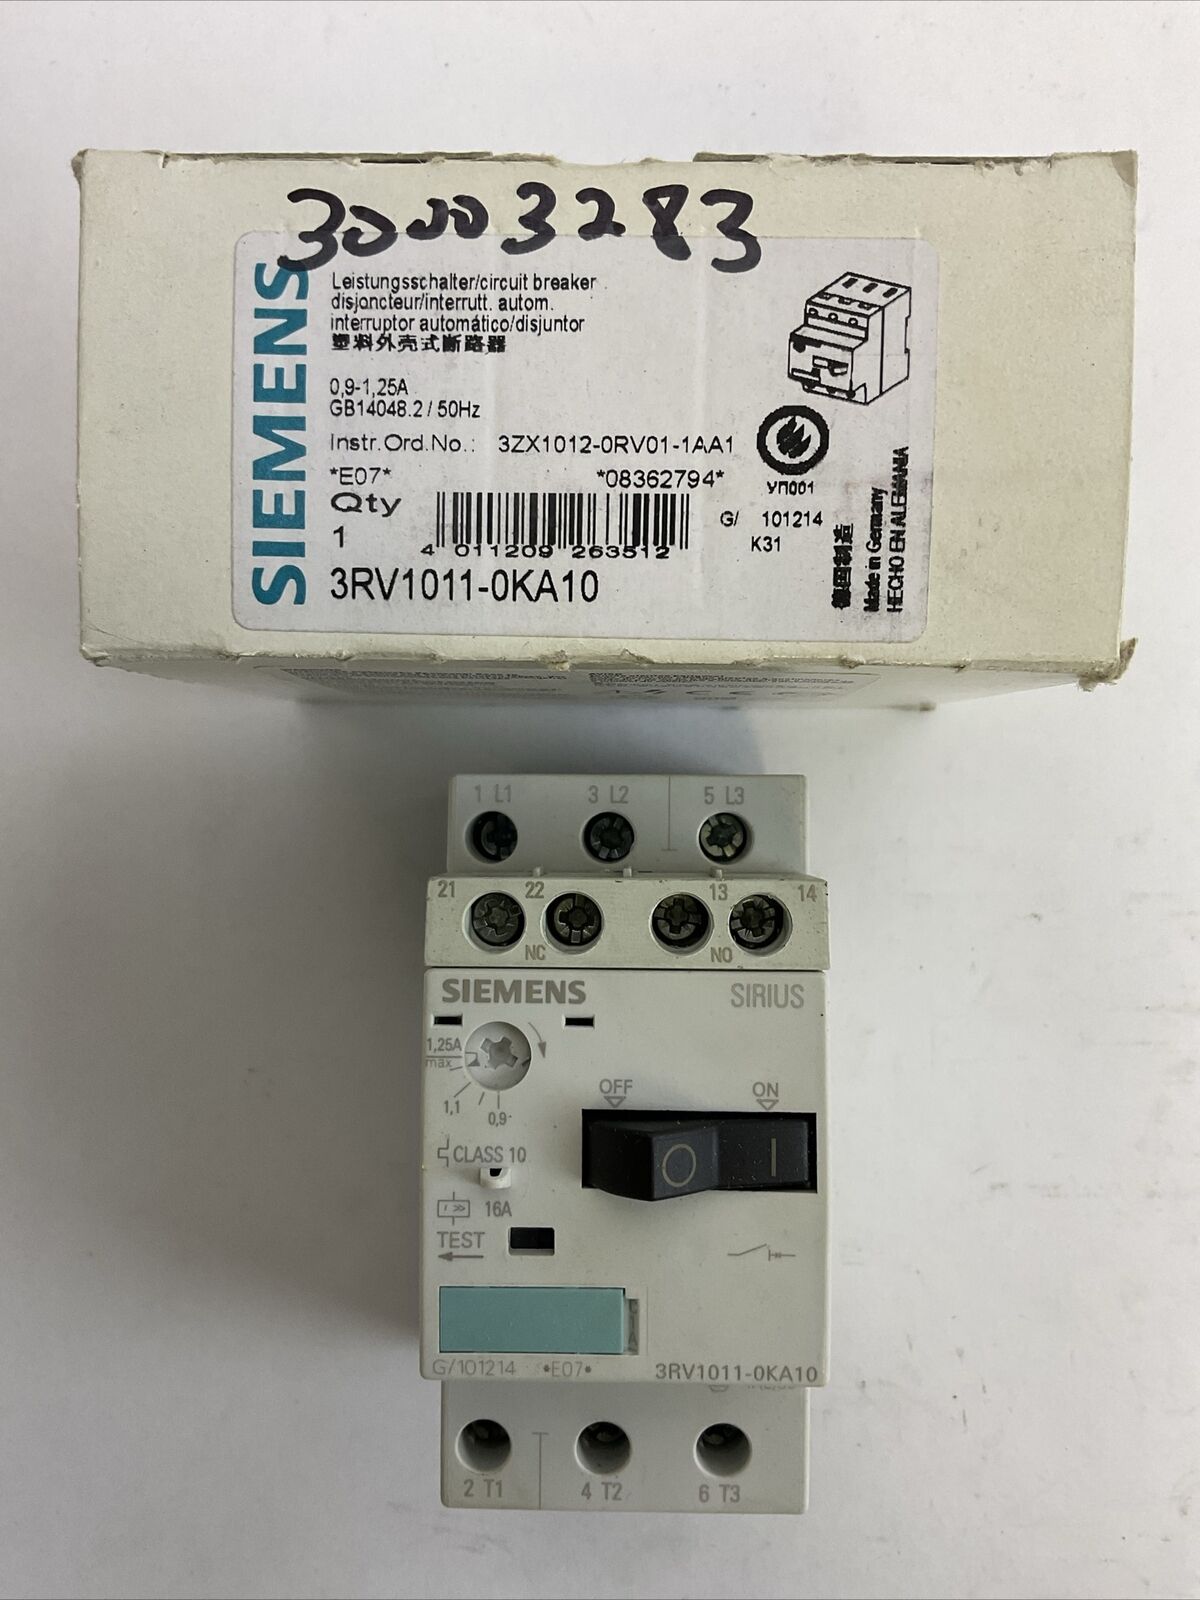 30003283
SIEMENS
Leistungsschalter/circuit breaker
disjoncteur/interrutt. autom.
interruptor automático/disjuntor
塑料外壳式断路器
0,9-1,25A
GB14048.2 / 50Hz
Instr.Ord.No.: 3ZX1012-0RV01-1AA1
*E07* *08362794*
УП001
Qty
1
4 011209 263512
G/ 101214
K31
3RV1011-0KA10
德国制造
Made in Germany
HECHO EN ALEMANIA
1 L1 3 L2 5 L3
21 22 13 14
NC NO
SIEMENS SIRIUS
1,25A
max
1,1
0,9
OFF ON
O I
CLASS 10
I >> 16A
TEST
G/101214 *E07* 3RV1011-0KA10
2 T1 4 T2 6 T3